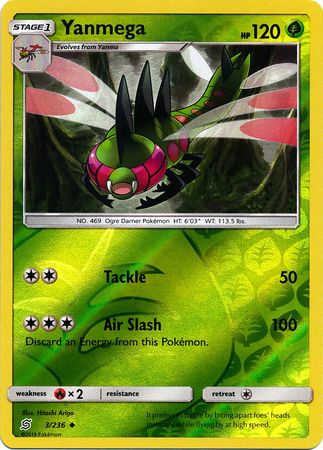 STAGE 1 Yanmega HP 120
Evolves from Yanma
NO. 469 Ogre Darner Pokémon HT: 6'03" WT: 113.5 lbs.
Tackle 50
Air Slash 100
Discard an Energy from this Pokémon.
weakness ×2 resistance retreat
Illus. Hitoshi Ariga
3/236
©2019 Pokémon
It prefers to battle by biting apart foes' heads
instantly while flying by at high speed.